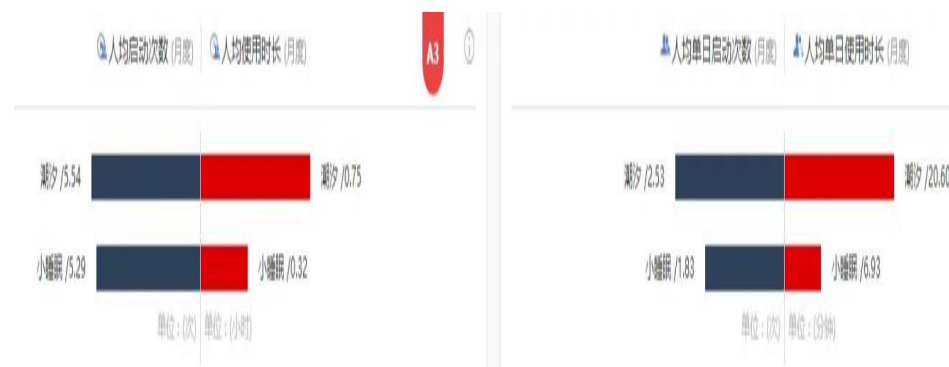 人均启动次数 (月度) 人均使用时长 (月度) A3
潮汐 /5.54 潮汐 /0.75
小睡眠 /5.29 小睡眠 /0.32
单位：(次) 单位：(小时)
人均单日启动次数 (月度) 人均单日使用时长 (月度)
潮汐 /2.53 潮汐 /20.60
小睡眠 /1.83 小睡眠 /6.93
单位：(次) 单位：(分钟)